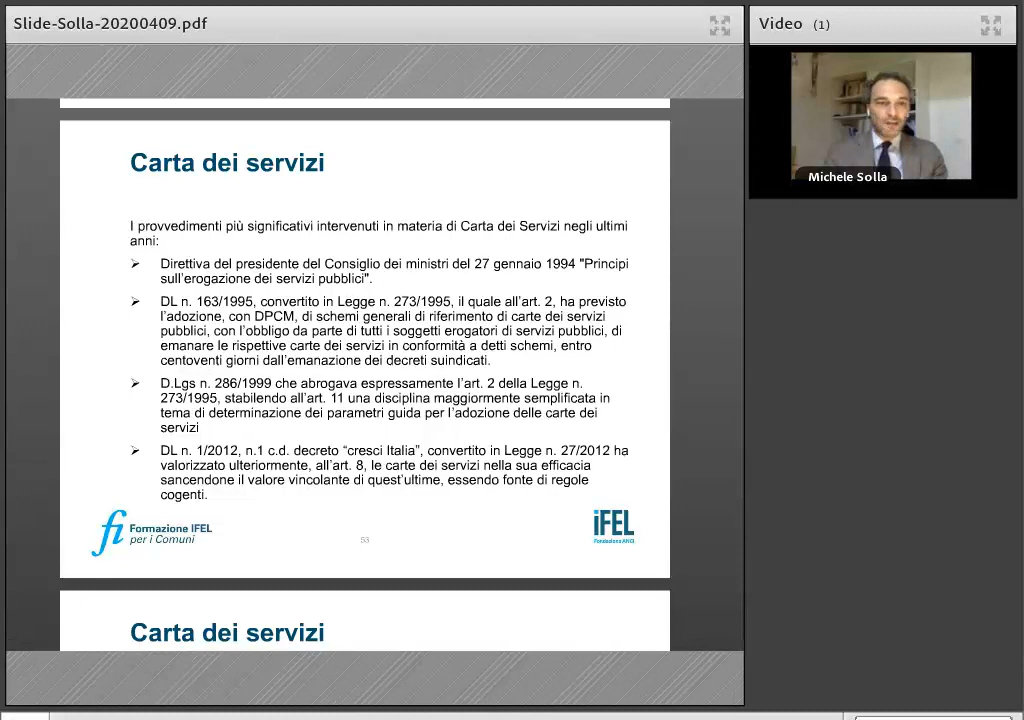 Slide-Solla-20200409.pdf
Video (1)
Michele Solla
Carta dei servizi
I provvedimenti più significativi intervenuti in materia di Carta dei Servizi negli ultimi
anni:
➢ Direttiva del presidente del Consiglio dei ministri del 27 gennaio 1994 "Principi
sull'erogazione dei servizi pubblici".
➢ DL n. 163/1995, convertito in Legge n. 273/1995, il quale all'art. 2, ha previsto
l'adozione, con DPCM, di schemi generali di riferimento di carte dei servizi
pubblici, con l'obbligo da parte di tutti i soggetti erogatori di servizi pubblici, di
emanare le rispettive carte dei servizi in conformità a detti schemi, entro
centoventi giorni dall'emanazione dei decreti suindicati.
➢ D.Lgs n. 286/1999 che abrogava espressamente l'art. 2 della Legge n.
273/1995, stabilendo all'art. 11 una disciplina maggiormente semplificata in
tema di determinazione dei parametri guida per l'adozione delle carte dei
servizi
➢ DL n. 1/2012, n.1 c.d. decreto “cresci Italia”, convertito in Legge n. 27/2012 ha
valorizzato ulteriormente, all'art. 8, le carte dei servizi nella sua efficacia
sancendone il valore vincolante di quest'ultime, essendo fonte di regole
cogenti.
fi Formazione IFEL
per i Comuni
53
iFEL
Fondazione ANCI
Carta dei servizi